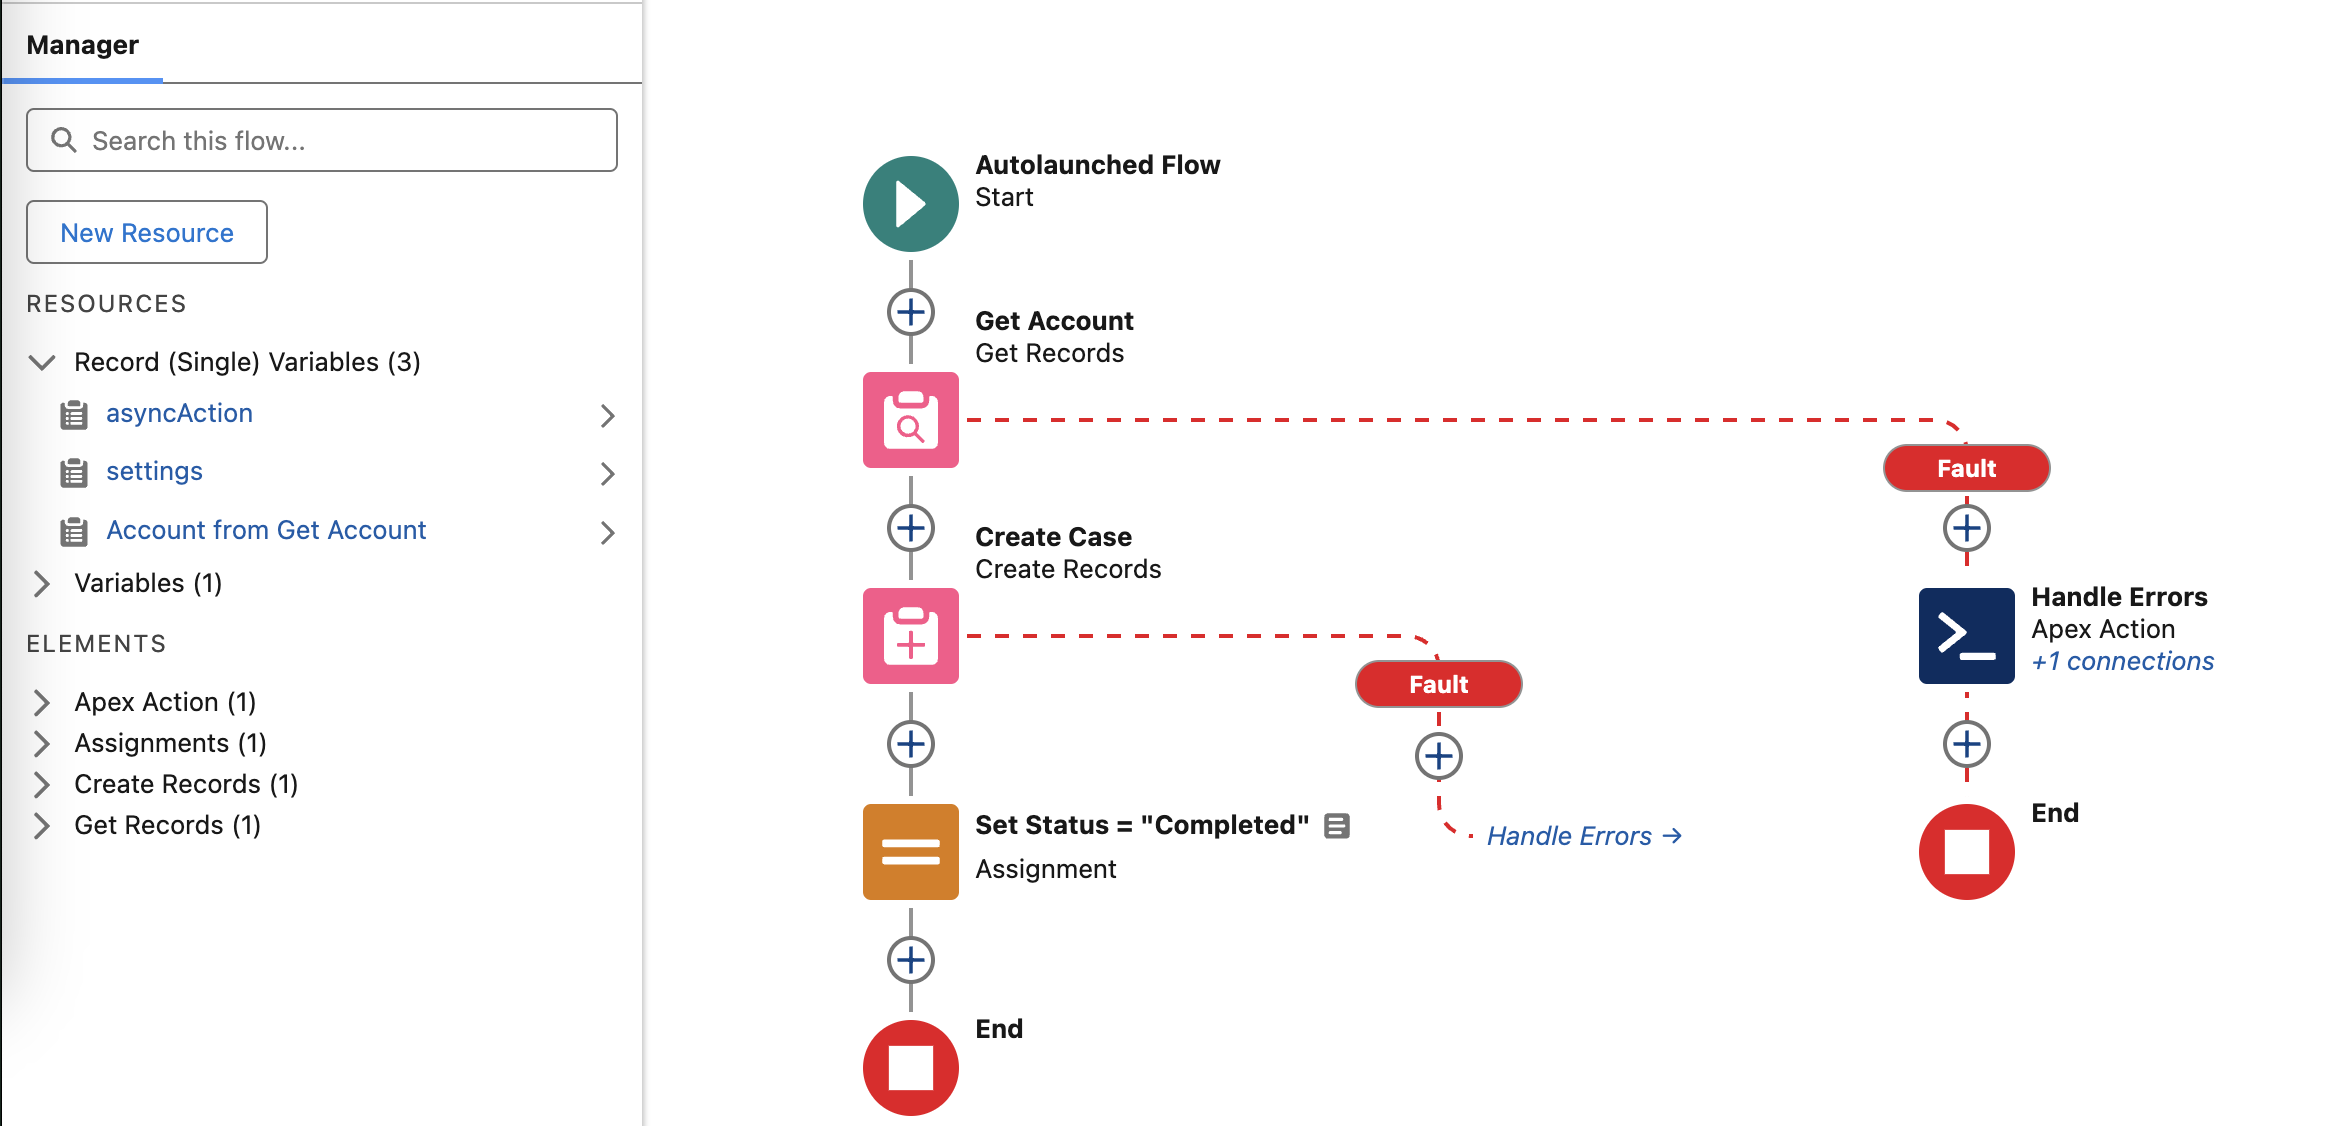 Manager
Search this flow...
New Resource
RESOURCES
Record (Single) Variables (3)
asyncAction
settings
Account from Get Account
Variables (1)
ELEMENTS
Apex Action (1)
Assignments (1)
Create Records (1)
Get Records (1)
Autolaunched Flow
Start
Get Account
Get Records
Fault
Create Case
Create Records
Fault
Handle Errors
Apex Action
+1 connections
Set Status = "Completed"
Assignment
Handle Errors →
End
End